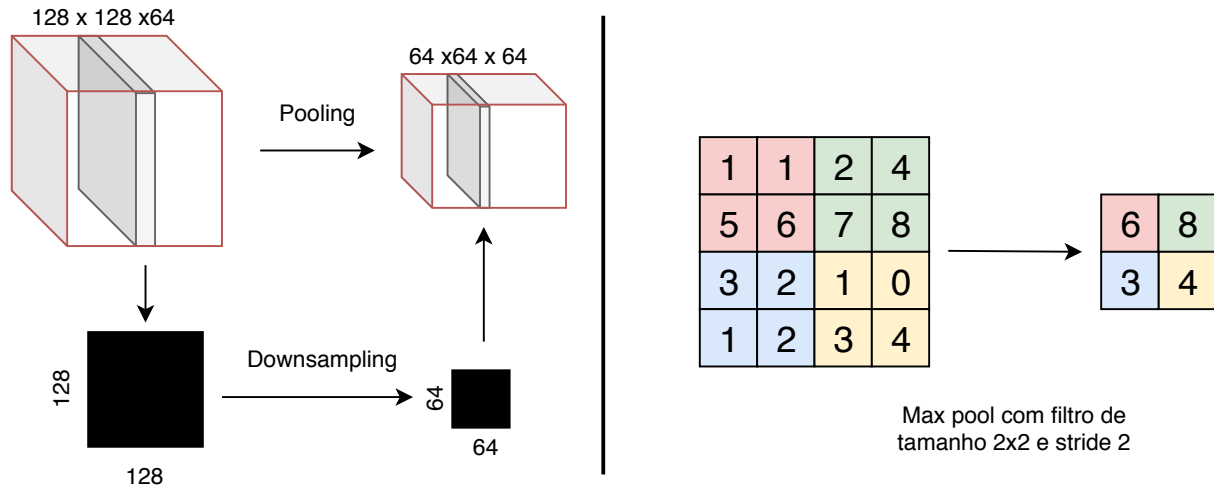 128 x 128 x64
64 x64 x 64
Pooling
Downsampling
128
128
64
64
1 1 2 4
5 6 7 8
3 2 1 0
1 2 3 4
6 8
3 4
Max pool com filtro de
tamanho 2x2 e stride 2